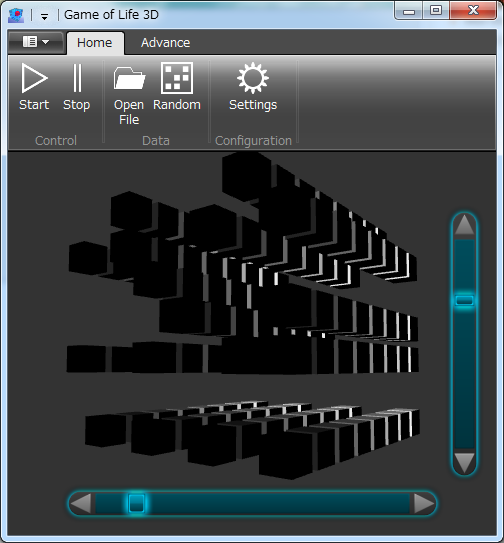 Game of Life 3D
Home Advance
Start Stop Open File Random Settings
Control Data Configuration